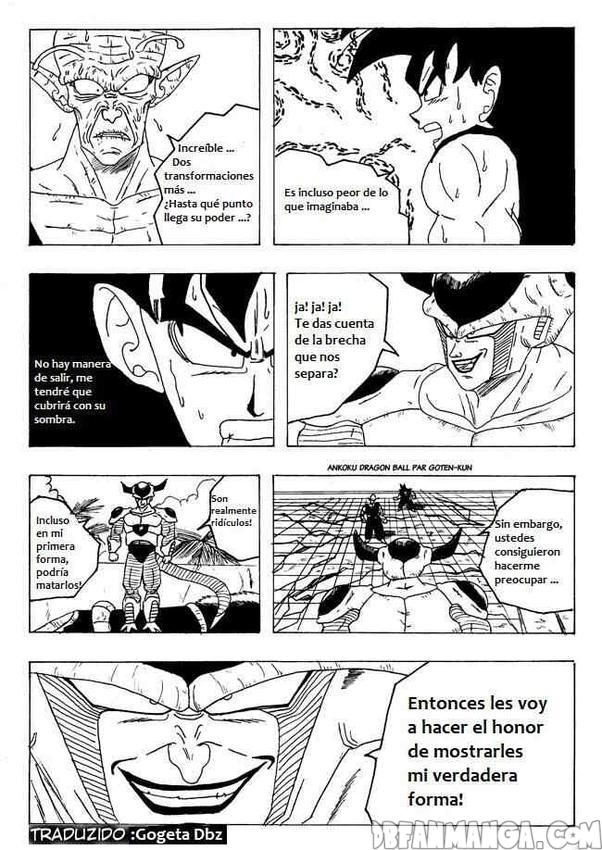 Increíble ...
Dos
transformaciones
más ...
¿Hasta qué punto
llega su poder ...?
Es incluso peor de lo
que imaginaba ...
No hay manera
de salir, me
tendré que
cubrirá con su
sombra.
ja! ja! ja!
Te das cuenta
de la brecha
que nos
separa?
ANKOKU DRAGON BALL PAR GOTEN-KUN
Incluso
en mi
primera
forma,
podría
matarlos!
Son
realmente
ridículos!
Sin embargo,
ustedes
consiguieron
hacerme
preocupar ...
Entonces les voy
a hacer el honor
de mostrarles
mi verdadera
forma!
TRADUZIDO :Gogeta Dbz
DBFANMANGA.COM